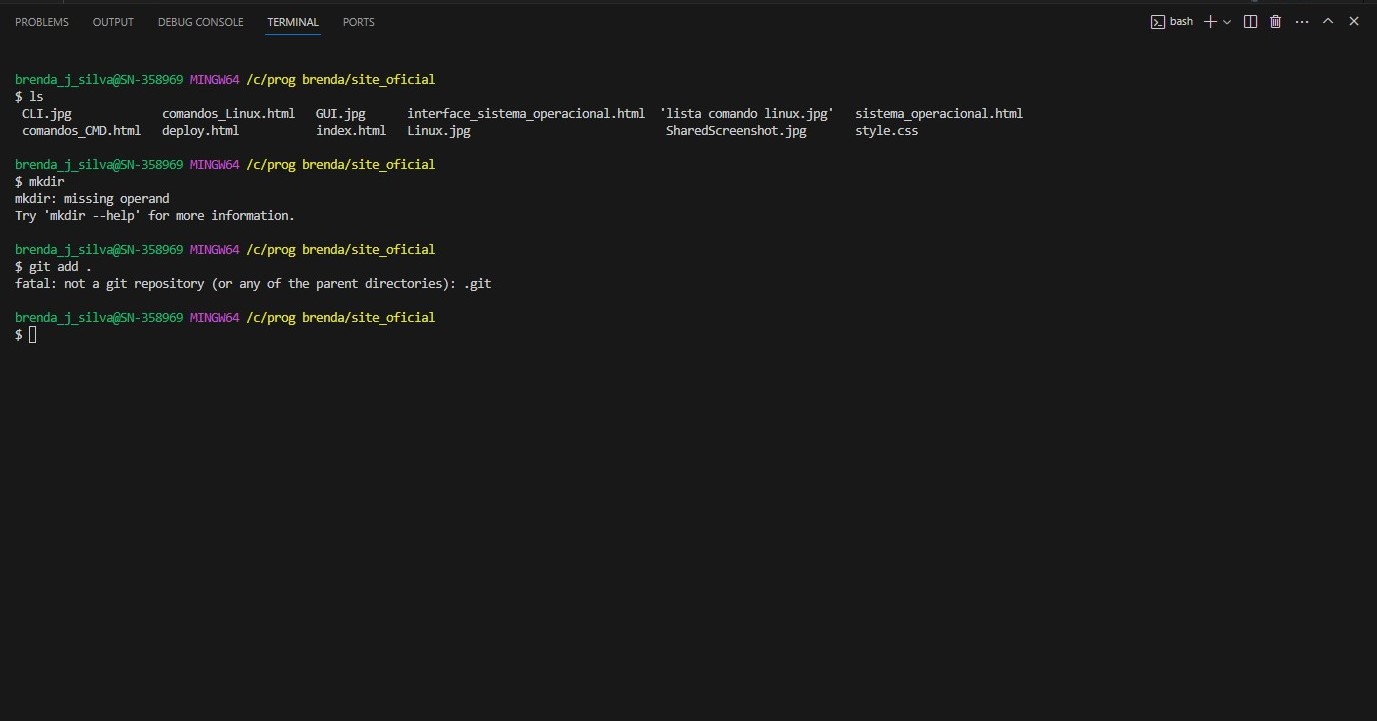 PROBLEMS OUTPUT DEBUG CONSOLE TERMINAL PORTS bash
brenda_j_silva@SN-358969 MINGW64 /c/prog brenda/site_oficial
$ ls
CLI.jpg comandos_Linux.html GUI.jpg interface_sistema_operacional.html 'lista comando linux.jpg' sistema_operacional.html
comandos_CMD.html deploy.html index.html Linux.jpg SharedScreenshot.jpg style.css
brenda_j_silva@SN-358969 MINGW64 /c/prog brenda/site_oficial
$ mkdir
mkdir: missing operand
Try 'mkdir --help' for more information.
brenda_j_silva@SN-358969 MINGW64 /c/prog brenda/site_oficial
$ git add .
fatal: not a git repository (or any of the parent directories): .git
brenda_j_silva@SN-358969 MINGW64 /c/prog brenda/site_oficial
$